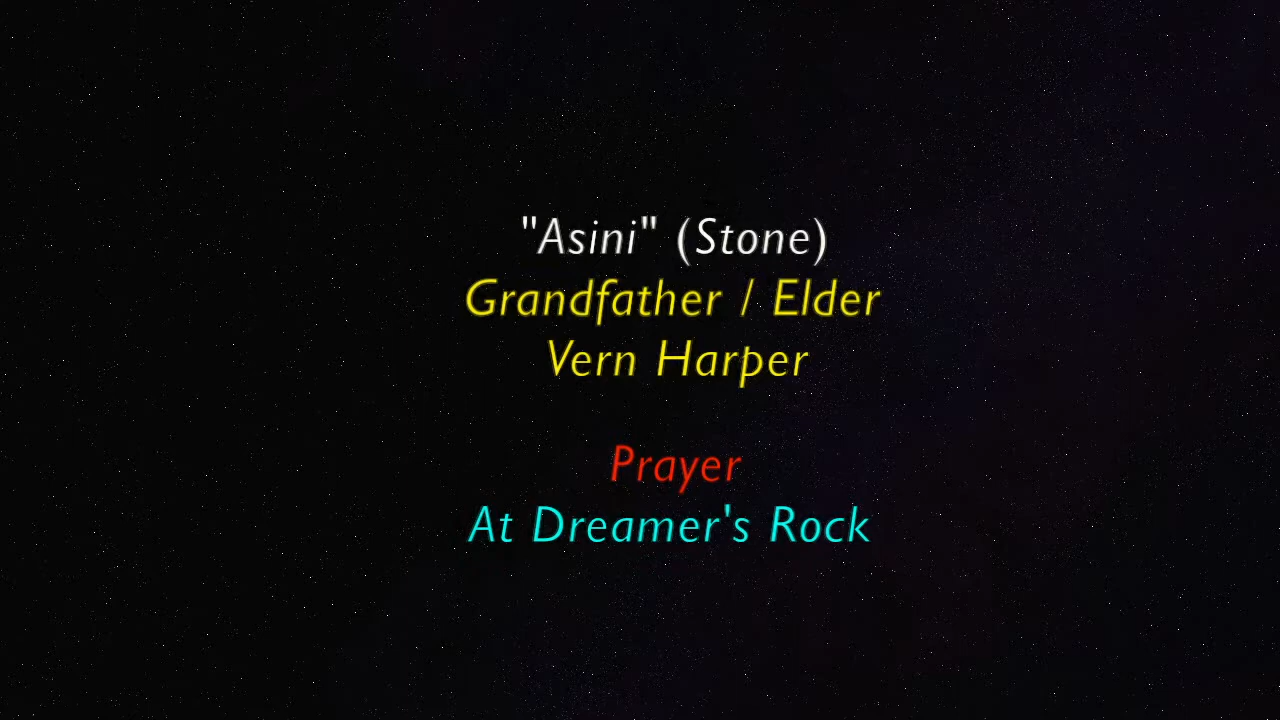 "Asini" (Stone)
Grandfather / Elder
Vern Harper
Prayer
At Dreamer's Rock